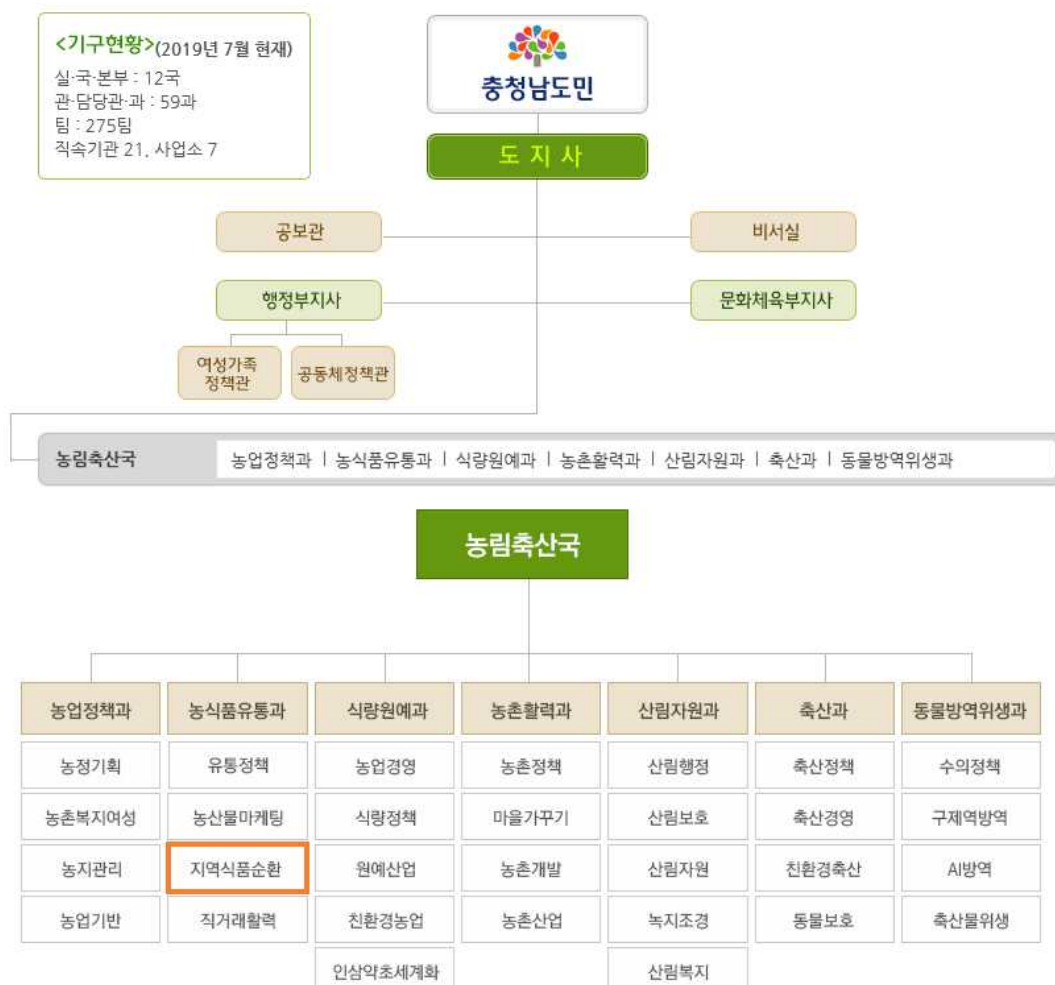 <기구현황>(2019년 7월 현재)
실·국·본부 : 12국
관·담당관·과 : 59과
팀 : 275팀
직속기관 21, 사업소 7
충청남도민
도 지 사
공보관 비서실
행정부지사 문화체육부지사
여성가족
정책관
공동체정책관
농림축산국 농업정책과 | 농식품유통과 | 식량원예과 | 농촌활력과 | 산림자원과 | 축산과 | 동물방역위생과
농림축산국
농업정책과 농식품유통과 식량원예과 농촌활력과 산림자원과 축산과 동물방역위생과
농정기획 유통정책 농업경영 농촌정책 산림행정 축산정책 수의정책
농촌복지여성 농산물마케팅 식량정책 마을가꾸기 산림보호 축산경영 구제역방역
농지관리 지역식품순환 원예산업 농촌개발 산림자원 친환경축산 AI방역
농업기반 직거래활력 친환경농업 농촌산업 녹지조경 동물보호 축산물위생
인삼약초세계화 산림복지